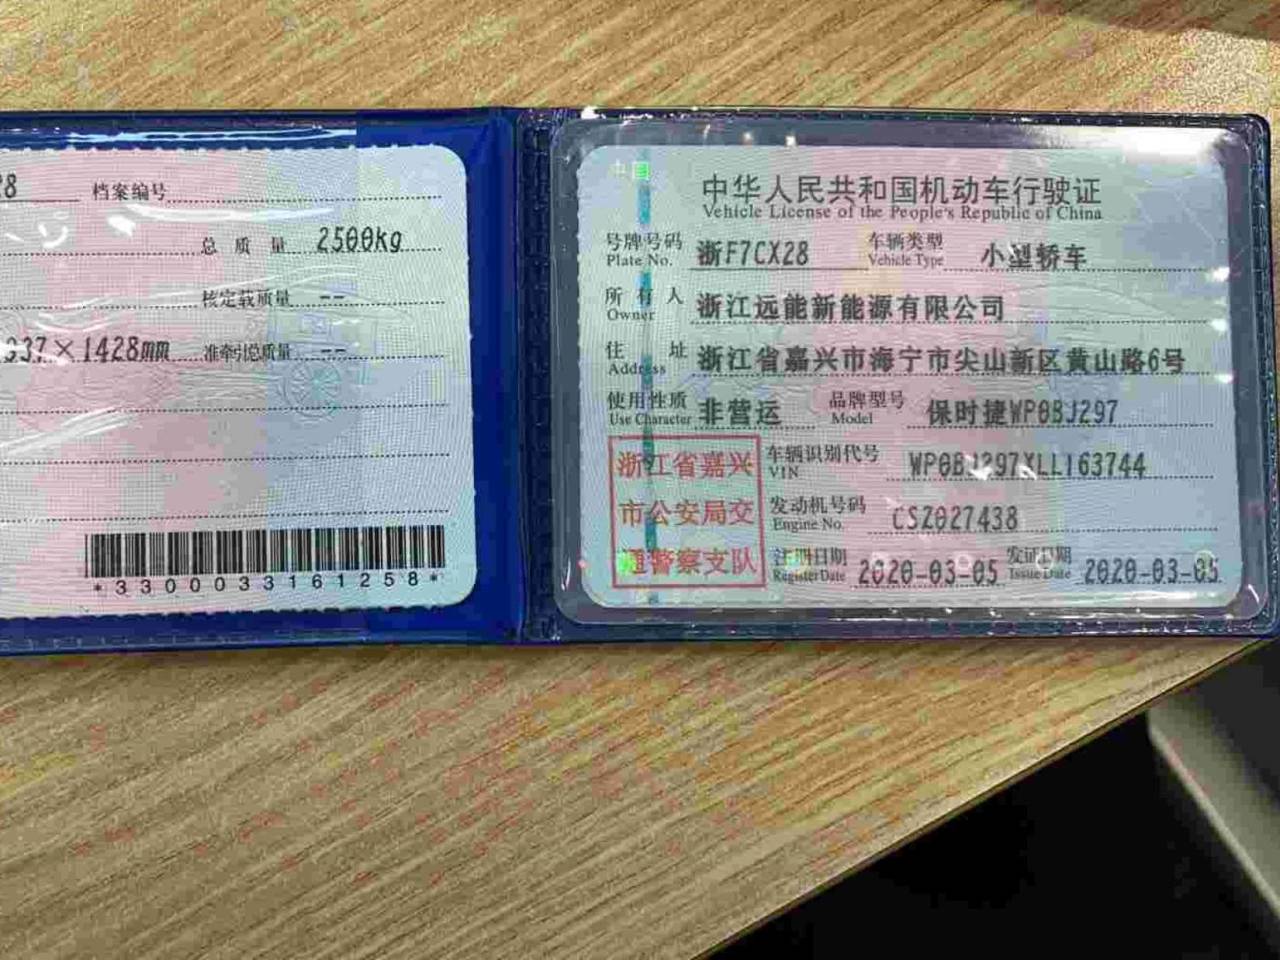 28 档案编号
总质量 2500kg
核定载质量 --
937×1428mm 准牵引总质量 --
*3300033161258*
中国
中华人民共和国机动车行驶证
Vehicle License of the People's Republic of China
号牌号码 浙F7CX28 车辆类型 小型轿车
Plate No. Vehicle Type
所有人 浙江远能新能源有限公司
Owner
住址 浙江省嘉兴市海宁市尖山新区黄山路6号
Address
使用性质 非营运 品牌型号 保时捷WP0BJ297
Use Character Model
浙江省嘉兴
市公安局交
通警察支队
车辆识别代号 WP0BJ297XLL163744
VIN
发动机号码 CSZ027438
Engine No.
注册日期 2020-03-05 发证日期 2020-03-05
Register Date Issue Date